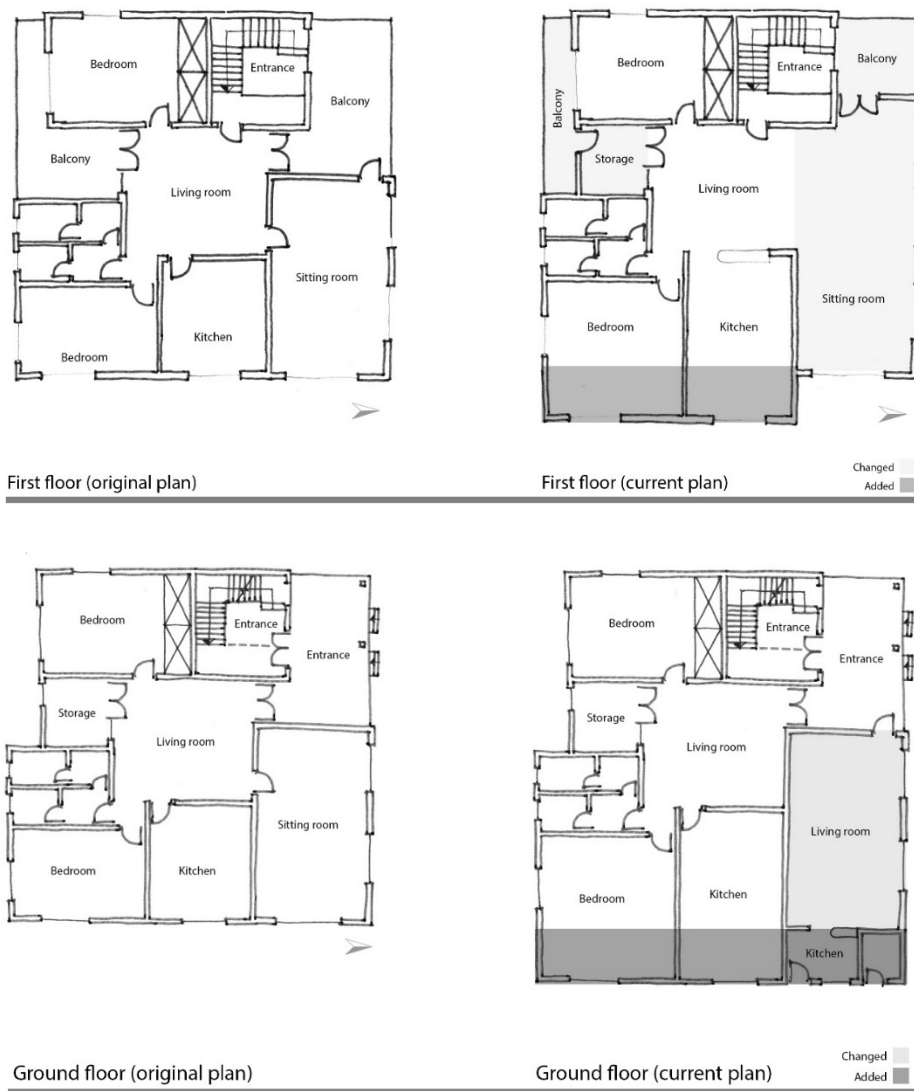 Bedroom
Entrance
Balcony
Balcony
Living room
Sitting room
Kitchen
Bedroom
First floor (original plan)
Bedroom
Entrance
Balcony
Balcony
Storage
Living room
Sitting room
Bedroom
Kitchen
First floor (current plan)
Changed
Added
Bedroom
Entrance
Entrance
Storage
Living room
Sitting room
Bedroom
Kitchen
Ground floor (original plan)
Bedroom
Entrance
Entrance
Storage
Living room
Living room
Bedroom
Kitchen
Kitchen
Ground floor (current plan)
Changed
Added